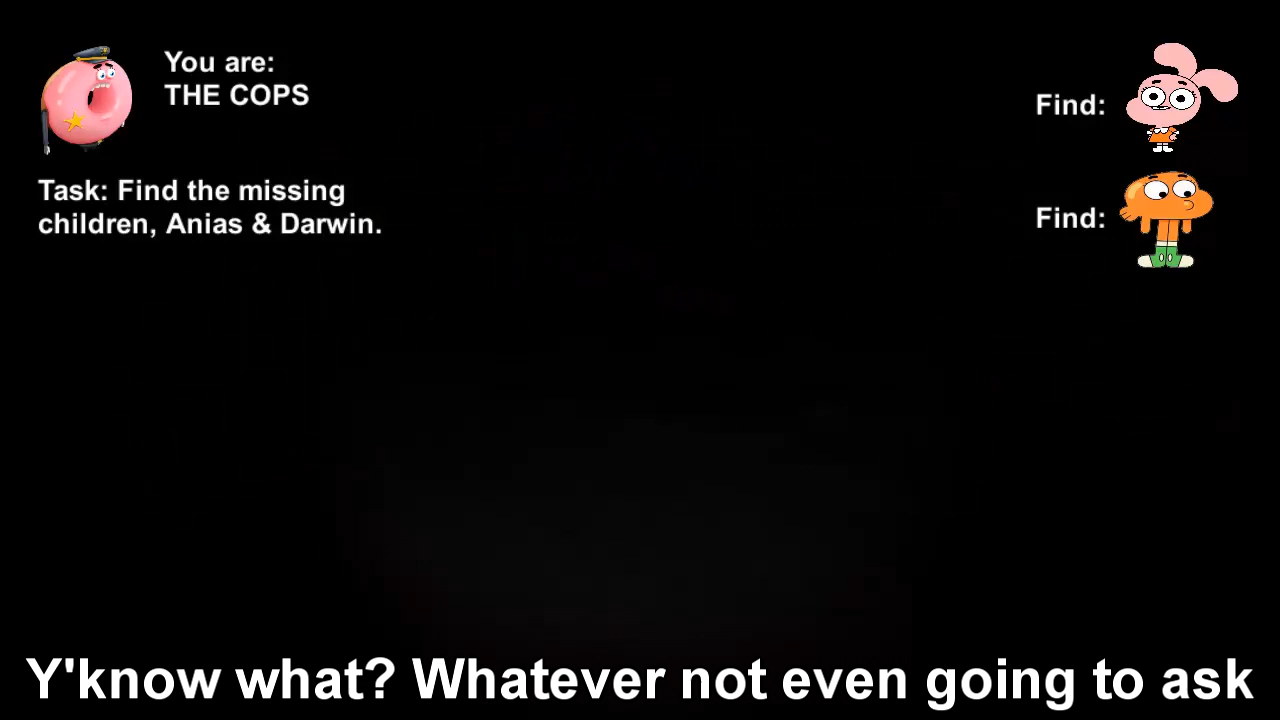 You are:
THE COPS
Find:
Task: Find the missing
children, Anias & Darwin.
Find:
Y'know what? Whatever not even going to ask